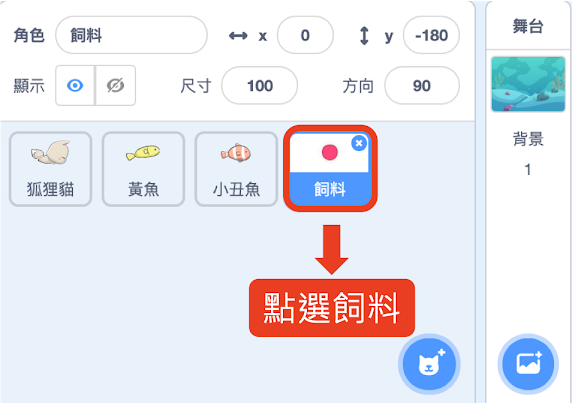 角色 飼料 x 0 y -180
舞台
顯示 尺寸 100 方向 90
狐狸貓 黃魚 小丑魚 飼料
背景
1
點選飼料